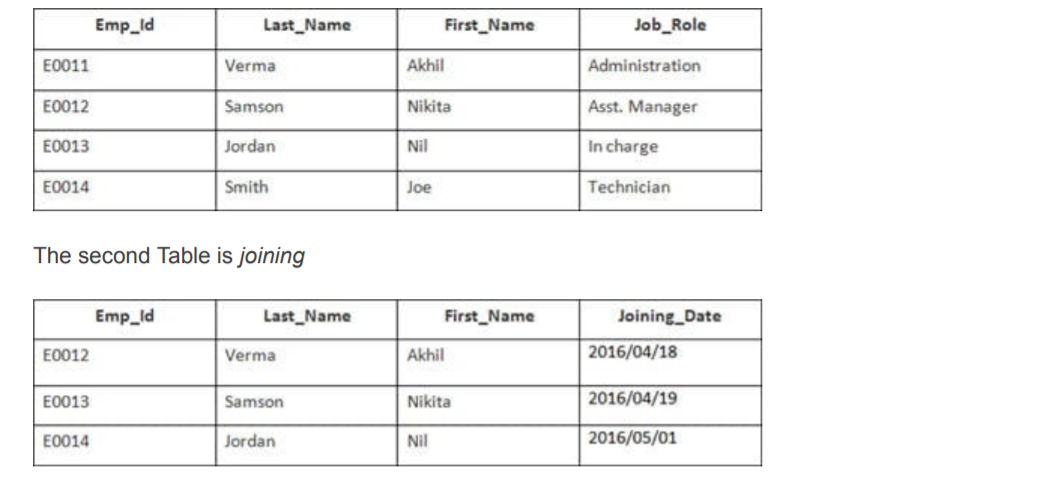 Emp_Id Last_Name First_Name Job_Role
E0011 Verma Akhil Administration
E0012 Samson Nikita Asst. Manager
E0013 Jordan Nil In charge
E0014 Smith Joe Technician
The second Table is joining
Emp_Id Last_Name First_Name Joining_Date
E0012 Verma Akhil 2016/04/18
E0013 Samson Nikita 2016/04/19
E0014 Jordan Nil 2016/05/01